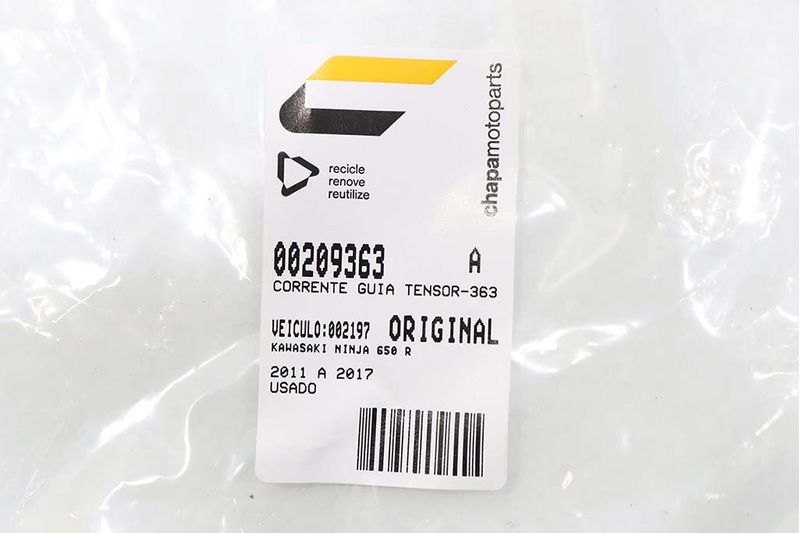 chapamotoparts
recicle
renove
reutilize
00209363 A
CORRENTE GUIA TENSOR-363
VEICULO:002197 ORIGINAL
KAWASAKI NINJA 650 R
2011 A 2017
USADO